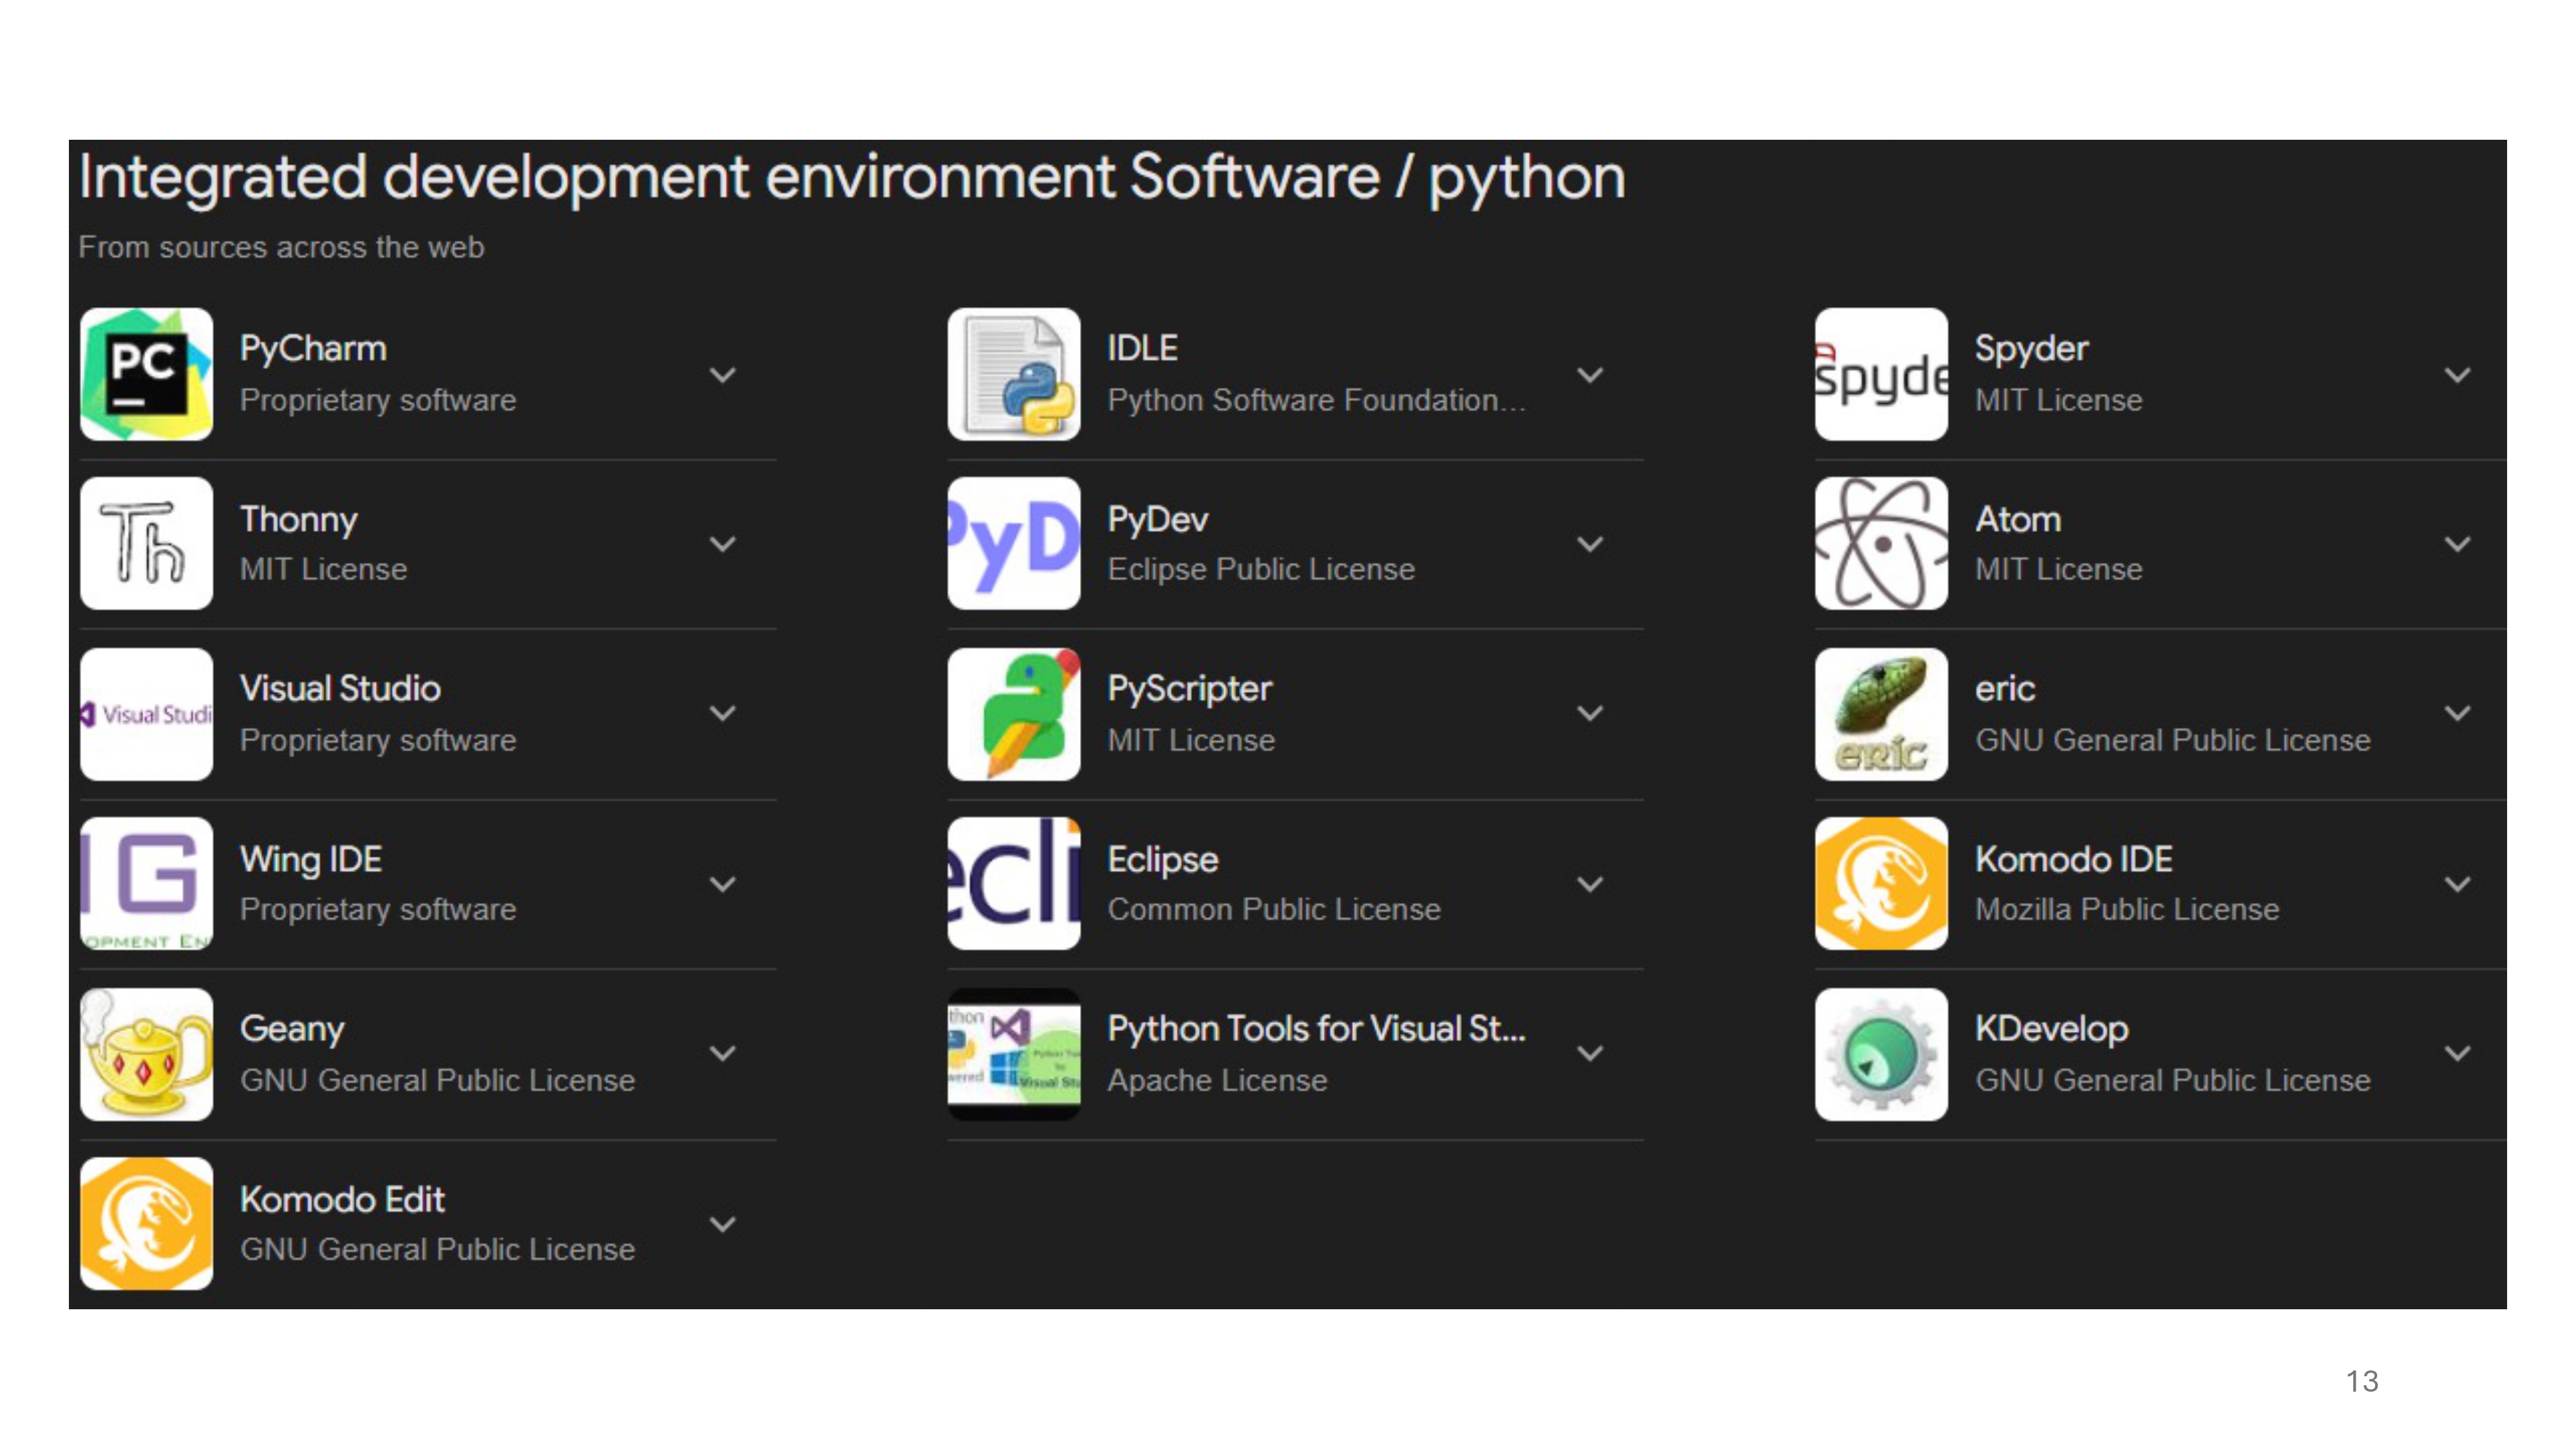 Integrated development environment Software / python
From sources across the web
PC
PyCharm
Proprietary software
IDLE
Python Software Foundation...
Spyde
Spyder
MIT License
Th
Thonny
MIT License
PyD
PyDev
Eclipse Public License
Atom
MIT License
Visual Studi
Visual Studio
Proprietary software
PyScripter
MIT License
eric
eric
GNU General Public License
G
OPMENT EN
Wing IDE
Proprietary software
ecli
Eclipse
Common Public License
Komodo IDE
Mozilla Public License
Geany
GNU General Public License
thon
wered
Visual Stu
Python Tools for Visual St...
Apache License
KDevelop
GNU General Public License
Komodo Edit
GNU General Public License
13